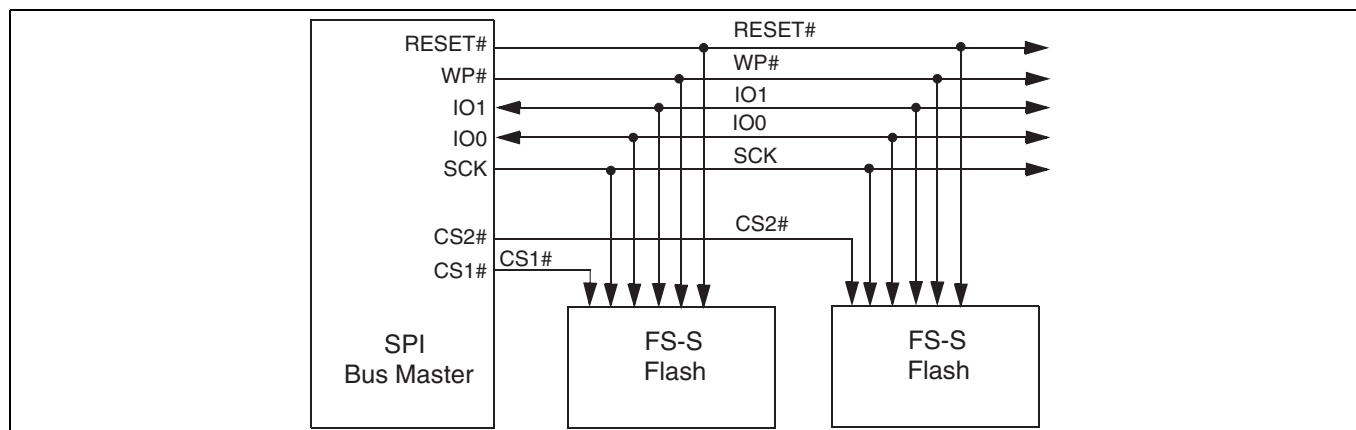 RESET#
RESET#
WP#
WP#
IO1
IO1
IO0
IO0
SCK
SCK
CS2#
CS2#
CS1#
CS1#
SPI
Bus Master
FS-S
Flash
FS-S
Flash